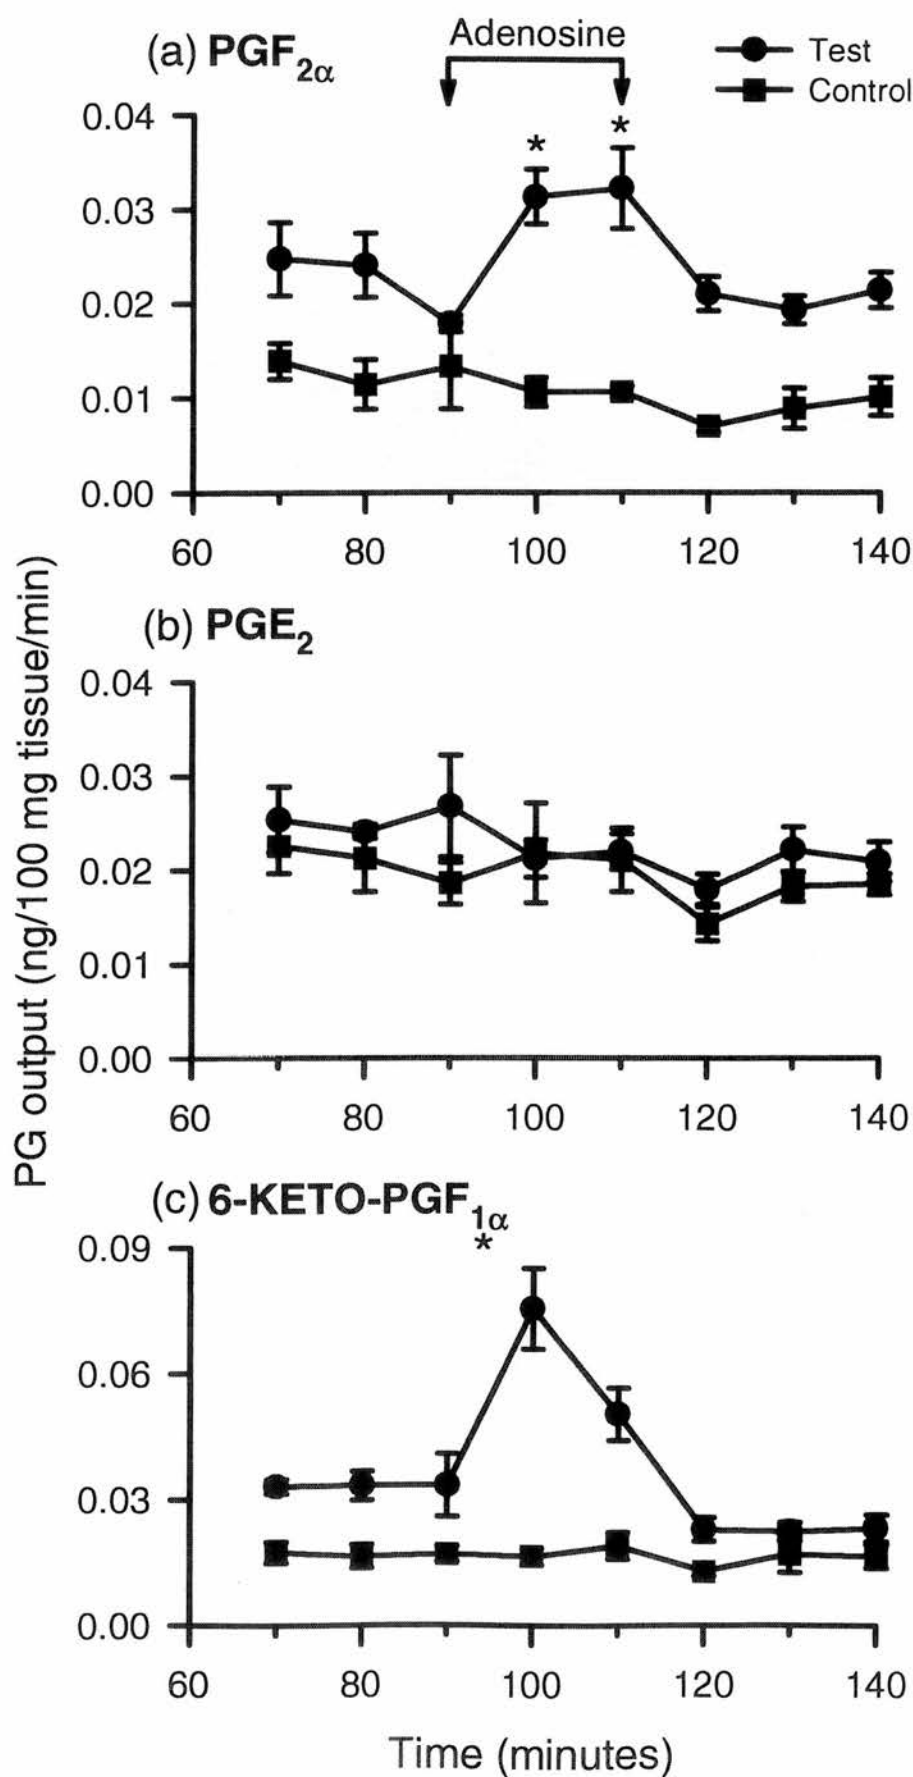 (a) PGF2α
Adenosine
Test
Control
* *
0.04
0.03
0.02
0.01
0.00
60 80 100 120 140
PG output (ng/100 mg tissue/min)
(b) PGE2
0.04
0.03
0.02
0.01
0.00
60 80 100 120 140
(c) 6-KETO-PGF1α
*
0.09
0.06
0.03
0.00
60 80 100 120 140
Time (minutes)